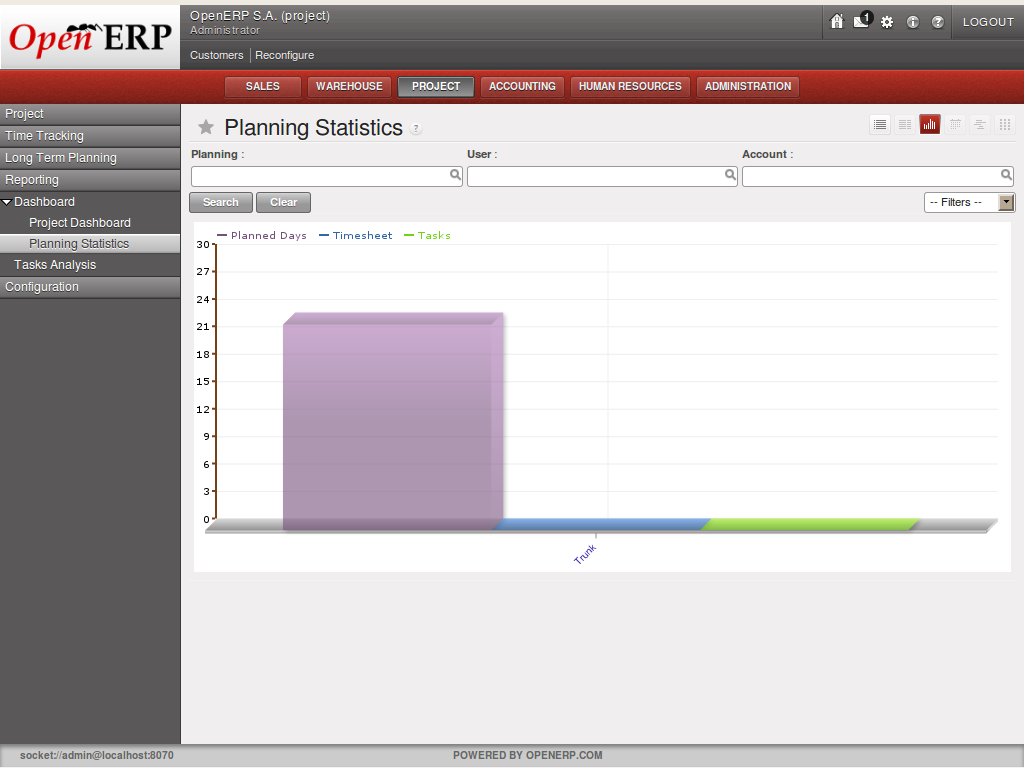 Open ERP
OpenERP S.A. (project)
Administrator
Customers Reconfigure
1
LOGOUT
SALES WAREHOUSE PROJECT ACCOUNTING HUMAN RESOURCES ADMINISTRATION
Project
Time Tracking
Long Term Planning
Reporting
Dashboard
Project Dashboard
Planning Statistics
Tasks Analysis
Configuration
Planning Statistics ?
Planning : User : Account :
Search Clear -- Filters --
Planned Days Timesheet Tasks
30
27
24
21
18
15
12
9
6
3
0
Trunk
socket://admin@localhost:8070 POWERED BY OPENERP.COM